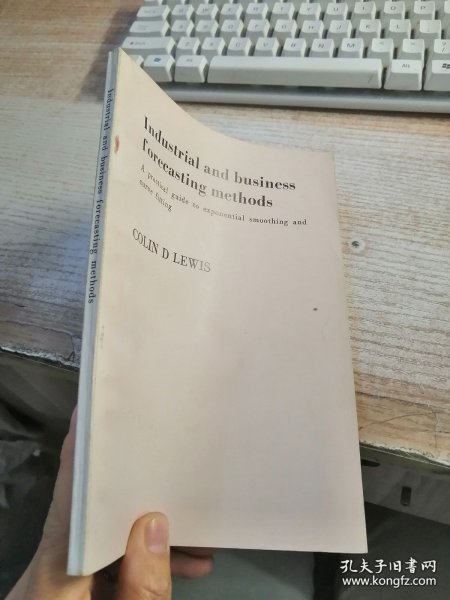 Industrial and business
forecasting methods
A practical guide to exponential smoothing and
curve fitting
COLIN D LEWIS
Industrial and business forecasting methods
Alt
孔夫子旧书网
www.kongfz.com